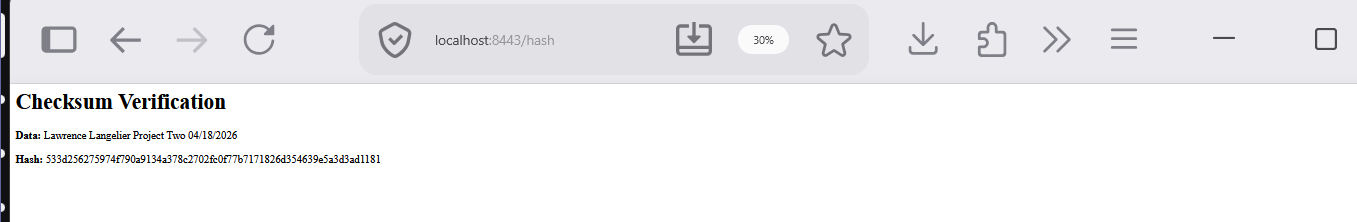 localhost:8443/hash
30%
Checksum Verification
Data: Lawrence Langelier Project Two 04/18/2026
Hash: 533d256275974f790a9134a378c2702fc0f77b7171826d354639e5a3d3ad1181